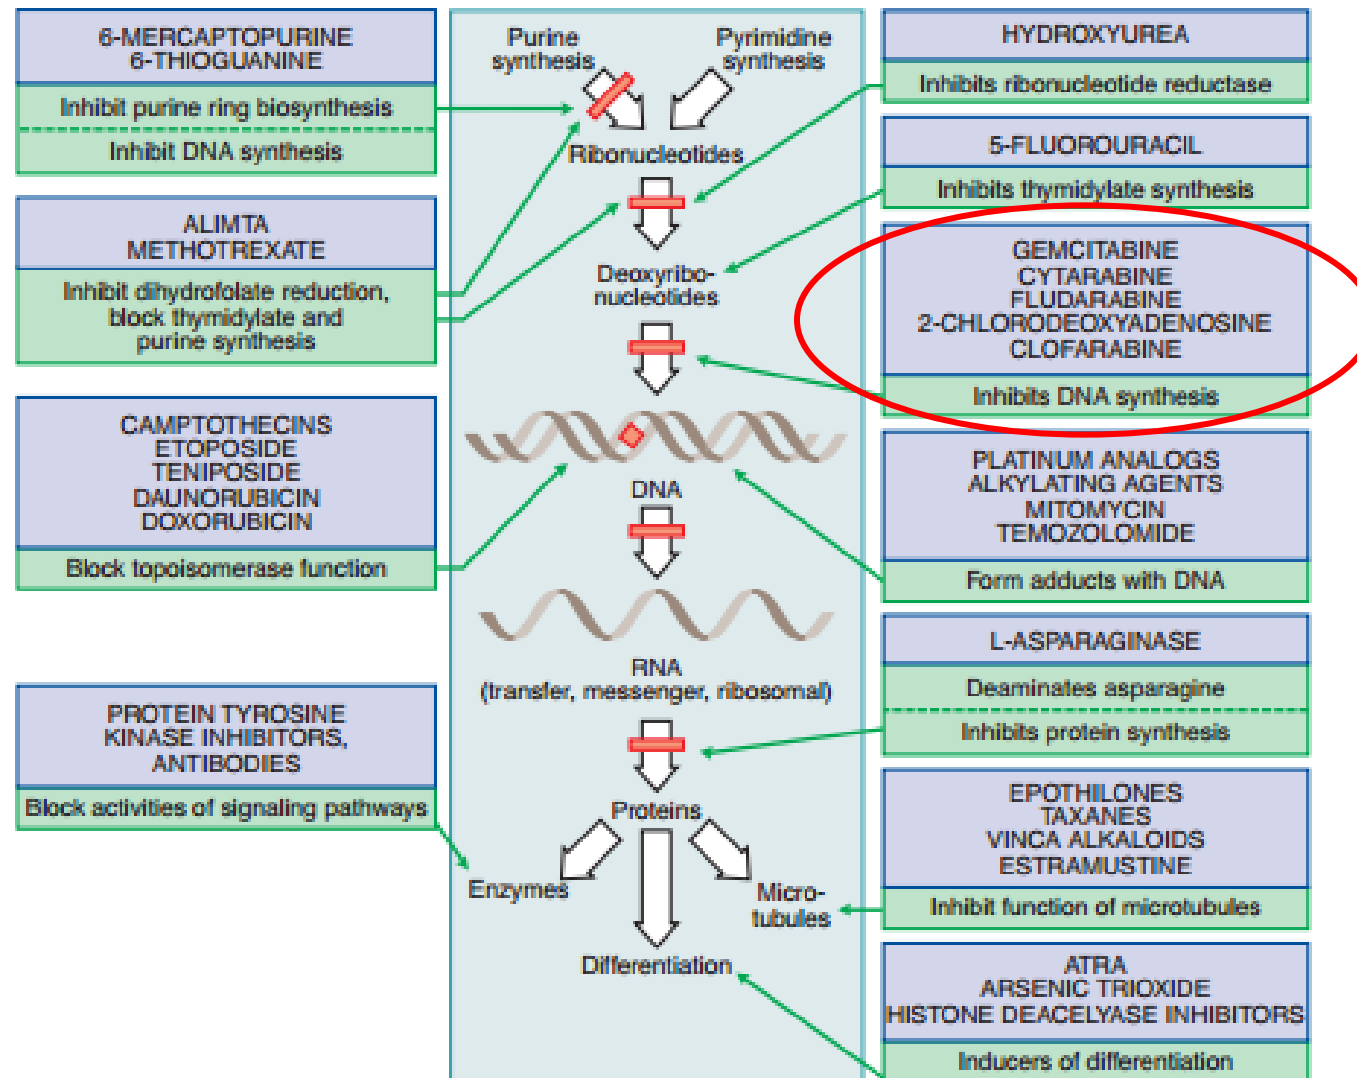 6-MERCAPTOPURINE
6-THIOGUANINE
Inhibit purine ring biosynthesis
Inhibit DNA synthesis
ALIMTA
METHOTREXATE
Inhibit dihydrofolate reduction,
block thymidylate and
purine synthesis
CAMPTOTHECINS
ETOPOSIDE
TENIPOSIDE
DAUNORUBICIN
DOXORUBICIN
Block topoisomerase function
PROTEIN TYROSINE
KINASE INHIBITORS,
ANTIBODIES
Block activities of signaling pathways
Purine
synthesis
Pyrimidine
synthesis
Ribonucleotides
Deoxyribo-
nucleotides
DNA
RNA
(transfer, messenger, ribosomal)
Proteins
Enzymes
Micro-
tubules
Differentiation
HYDROXYUREA
Inhibits ribonucleotide reductase
5-FLUOROURACIL
Inhibits thymidylate synthesis
GEMCITABINE
CYTARABINE
FLUDARABINE
2-CHLORODEOXYADENOSINE
CLOFARABINE
Inhibits DNA synthesis
PLATINUM ANALOGS
ALKYLATING AGENTS
MITOMYCIN
TEMOZOLOMIDE
Form adducts with DNA
L-ASPARAGINASE
Deaminates asparagine
Inhibits protein synthesis
EPOTHILONES
TAXANES
VINCA ALKALOIDS
ESTRAMUSTINE
Inhibit function of microtubules
ATRA
ARSENIC TRIOXIDE
HISTONE DEACELYASE INHIBITORS
Inducers of differentiation